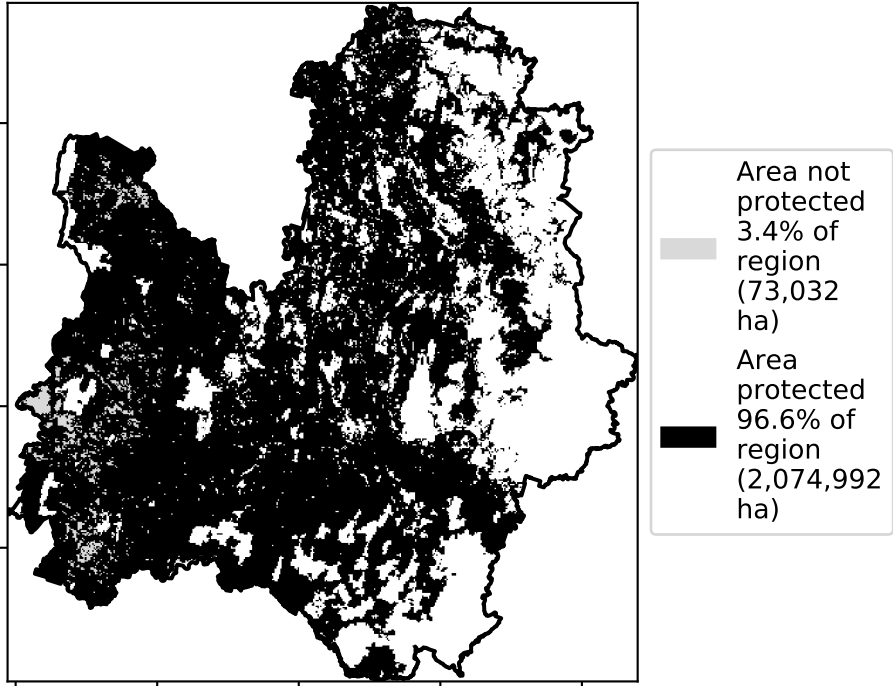 Area not
protected
3.4% of
region
(73,032
ha)
Area
protected
96.6% of
region
(2,074,992
ha)